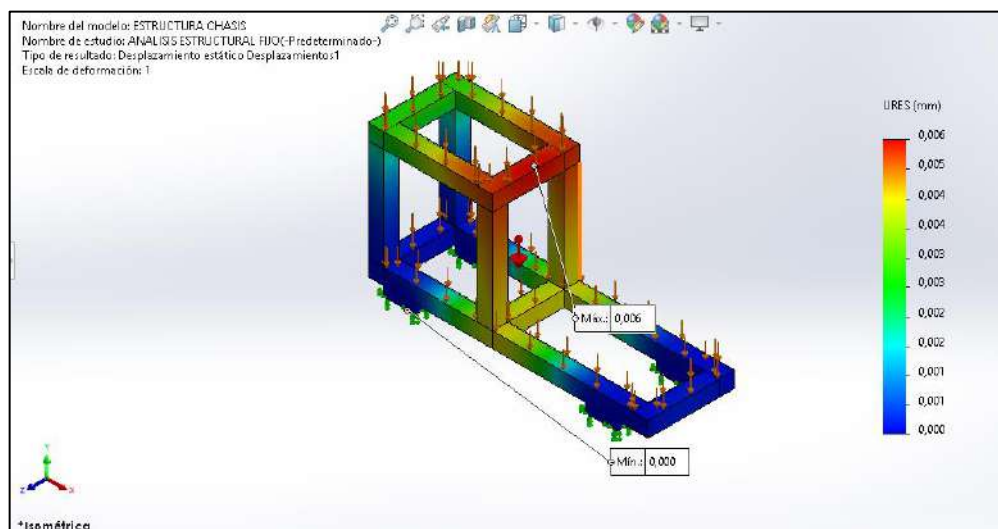 Nombre del modelo: ESTRUCTURA CHASIS
Nombre de estudio: ANALISIS ESTRUCTURAL FIJO(-Predeterminado-)
Tipo de resultado: Desplazamiento estático Desplazamientos1
Escala de deformación: 1
URES (mm)
0,006
0,005
0,005
0,004
0,004
0,003
0,003
0,002
0,001
0,001
0,000
Máx.: 0,006
Mín.: 0,000
Y
Z
X
*Isométrica